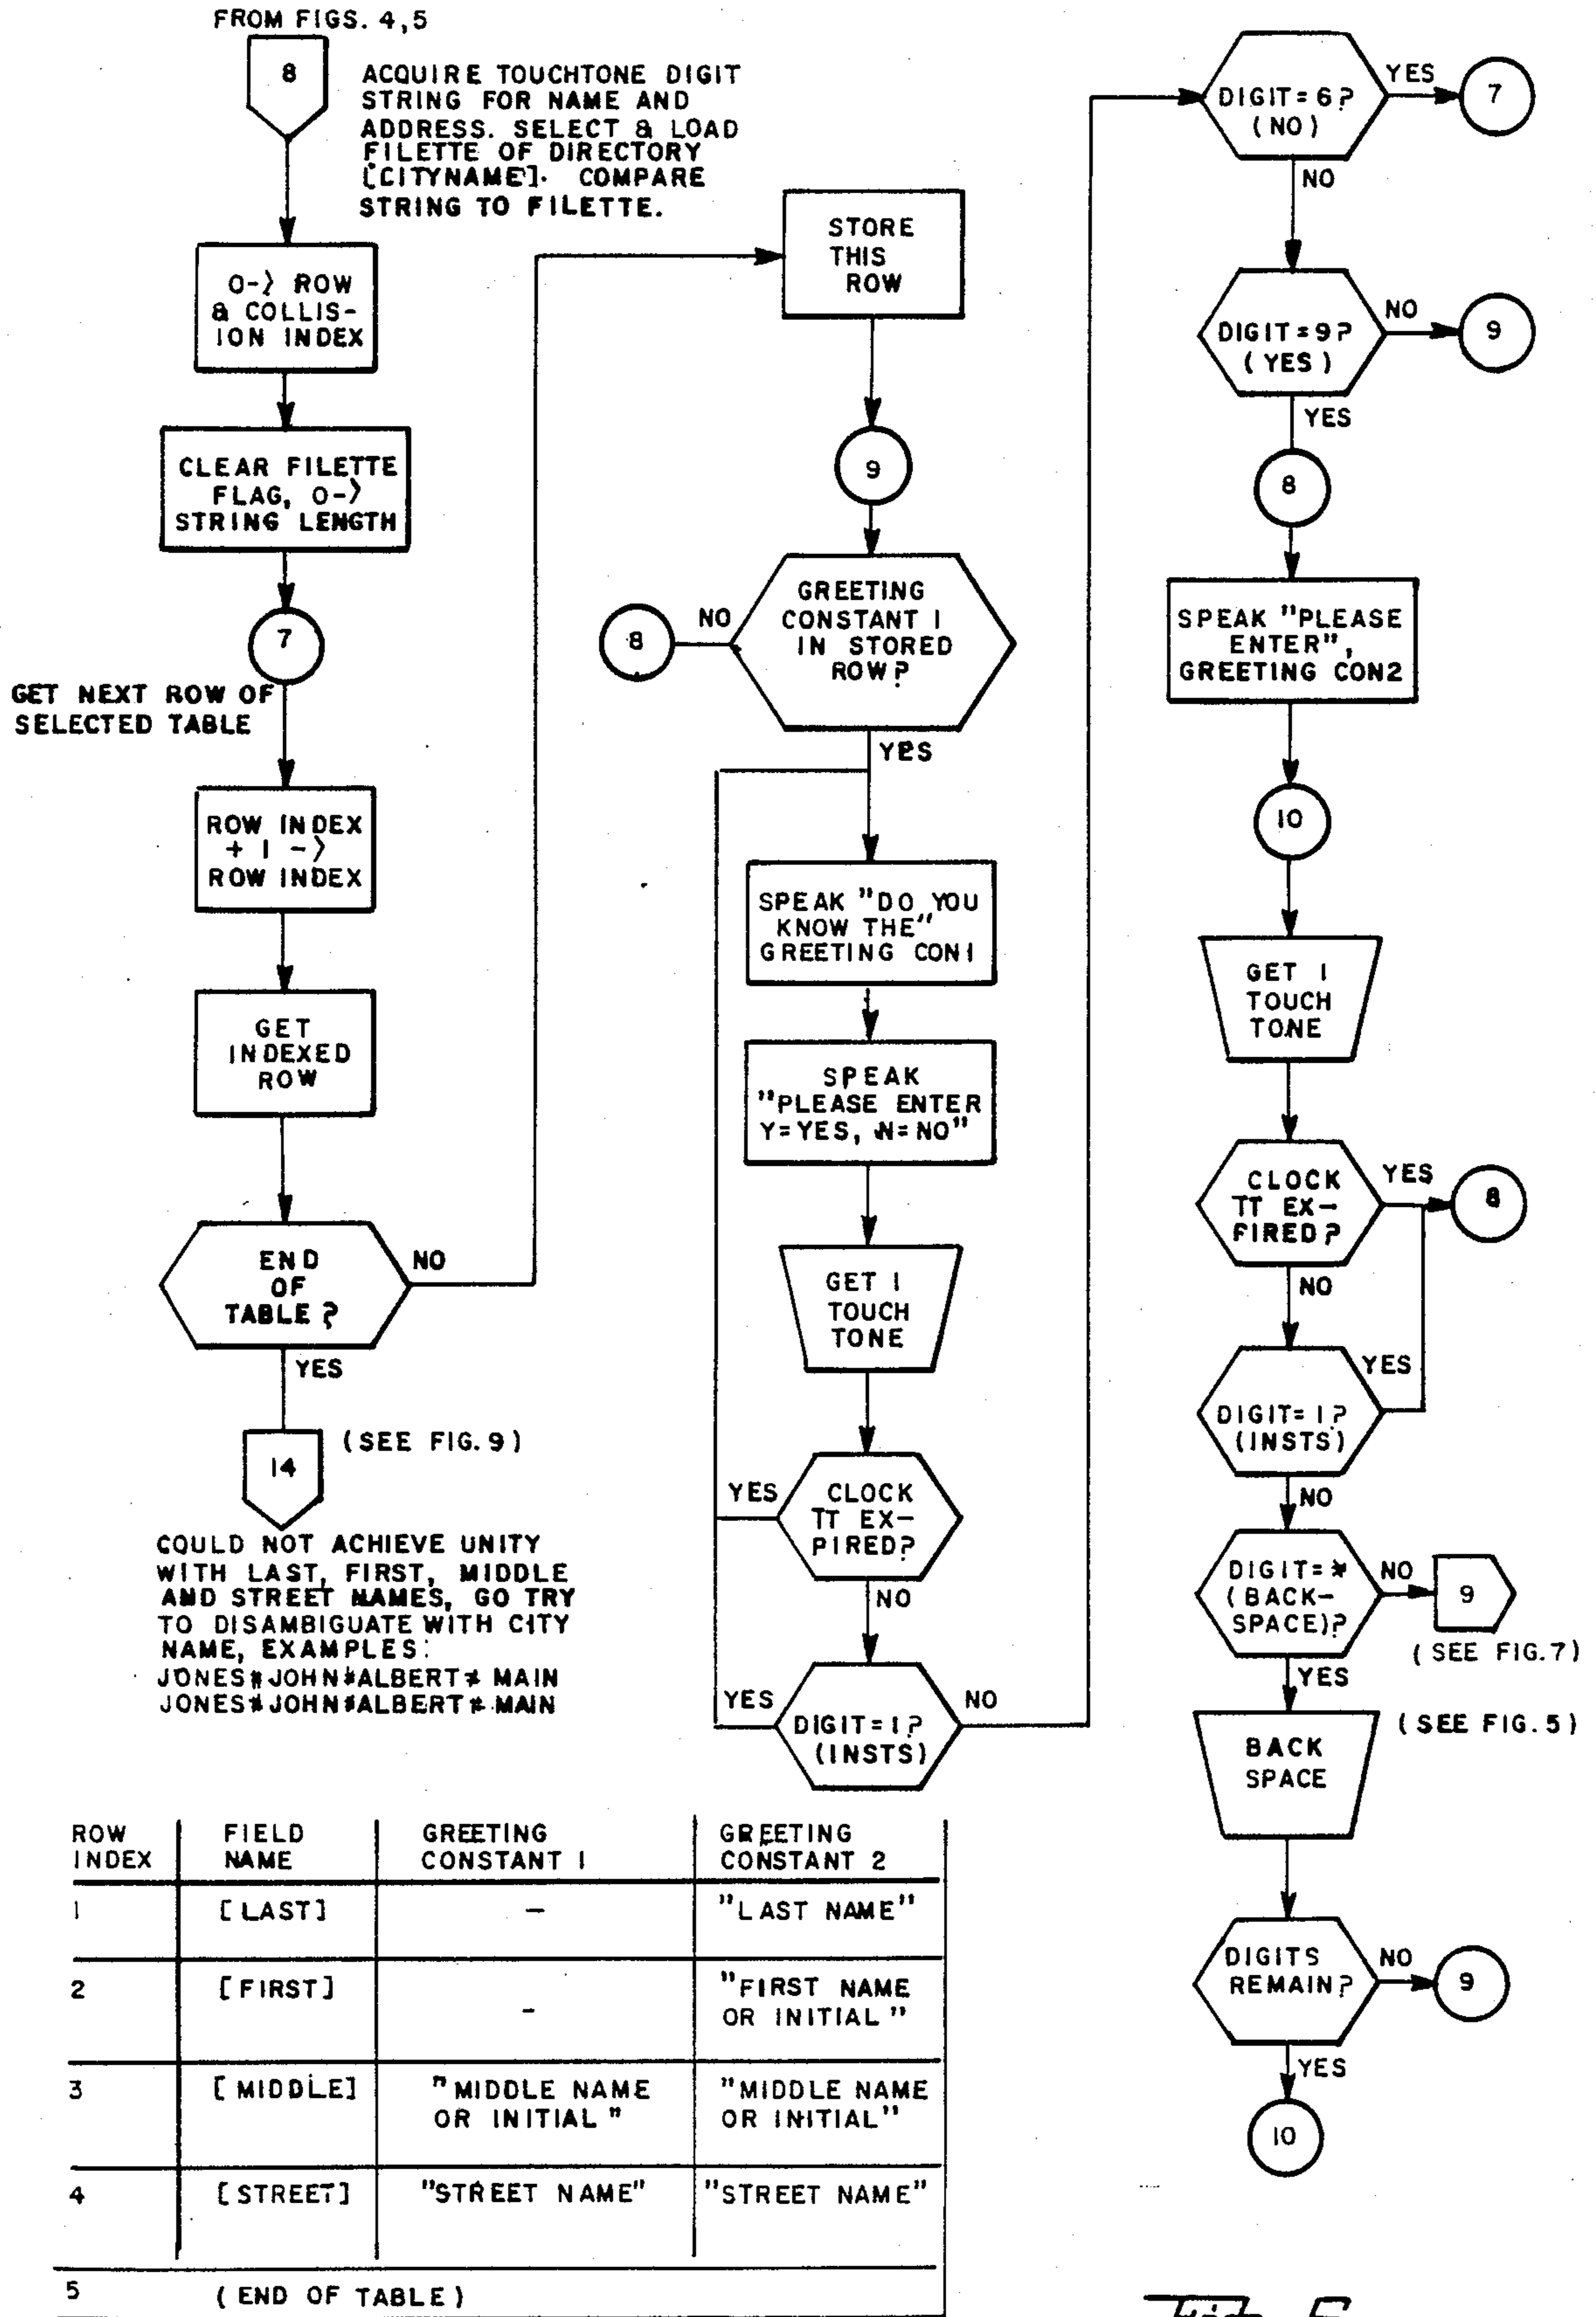 FROM FIGS. 4,5
8
ACQUIRE TOUCHTONE DIGIT
STRING FOR NAME AND
ADDRESS. SELECT & LOAD
FILETTE OF DIRECTORY
[CITYNAME]. COMPARE
STRING TO FILETTE.
0-> ROW
& COLLIS-
ION INDEX
CLEAR FILETTE
FLAG, 0->
STRING LENGTH
7
GET NEXT ROW OF
SELECTED TABLE
ROW INDEX
+ 1 ->
ROW INDEX
GET
INDEXED
ROW
END
OF
TABLE?
NO
YES
14
(SEE FIG. 9)
COULD NOT ACHIEVE UNITY
WITH LAST, FIRST, MIDDLE
AND STREET NAMES, GO TRY
TO DISAMBIGUATE WITH CITY
NAME, EXAMPLES:
JONES#JOHN#ALBERT# MAIN
JONES#JOHN#ALBERT# MAIN
STORE
THIS
ROW
9
GREETING
CONSTANT 1
IN STORED
ROW?
NO
8
YES
SPEAK "DO YOU
KNOW THE"
GREETING CON1
SPEAK
"PLEASE ENTER
Y=YES, N=NO"
GET 1
TOUCH
TONE
CLOCK
TT EX-
PIRED?
YES
NO
DIGIT=1?
(INSTS)
YES
NO
DIGIT=6?
(NO)
YES
7
NO
DIGIT=9?
(YES)
NO
9
YES
8
SPEAK "PLEASE
ENTER",
GREETING CON2
10
GET 1
TOUCH
TONE
CLOCK
TT EX-
FIRED?
YES
8
NO
DIGIT=1?
(INSTS)
YES
NO
DIGIT=*
(BACK-
SPACE)?
NO
9
(SEE FIG.7)
YES
BACK
SPACE
(SEE FIG.5)
DIGITS
REMAIN?
NO
9
YES
10
ROW
INDEX
FIELD
NAME
GREETING
CONSTANT 1
GREETING
CONSTANT 2
1
[LAST]
–
"LAST NAME"
2
[FIRST]
–
"FIRST NAME
OR INITIAL"
3
[MIDDLE]
"MIDDLE NAME
OR INITIAL"
"MIDDLE NAME
OR INITIAL"
4
[STREET]
"STREET NAME"
"STREET NAME"
5
(END OF TABLE)